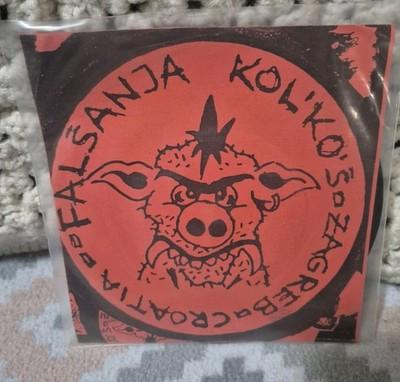 FALŠANJA KOL'KO'Š
ZAGREB CROATIA